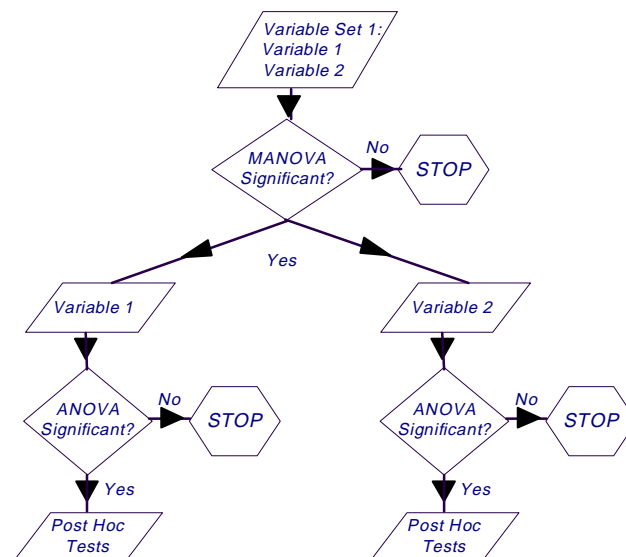 Variable Set 1:
Variable 1
Variable 2
MANOVA
Significant?
No
STOP
Yes
Variable 1
Variable 2
ANOVA
Significant?
No
STOP
ANOVA
Significant?
No
STOP
Yes
Yes
Post Hoc
Tests
Post Hoc
Tests